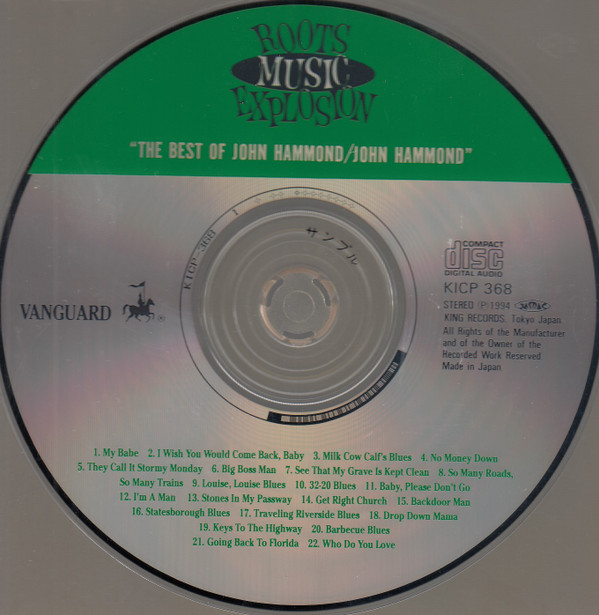 ROOTS
MUSIC
EXPLOSION
"THE BEST OF JOHN HAMMOND/JOHN HAMMOND"
KICP-368 1
サンプル
COMPACT
disc
DIGITAL AUDIO
KICP 368
STEREO Ⓟ1994 JASRAC
KING RECORDS, Tokyo Japan
All Rights of the Manufacturer
and of the Owner of the
Recorded Work Reserved
Made in Japan
VANGUARD
1. My Babe 2. I Wish You Would Come Back, Baby 3. Milk Cow Calf's Blues 4. No Money Down
5. They Call It Stormy Monday 6. Big Boss Man 7. See That My Grave Is Kept Clean 8. So Many Roads,
So Many Trains 9. Louise, Louise Blues 10. 32-20 Blues 11. Baby, Please Don't Go
12. I'm A Man 13. Stones In My Passway 14. Get Right Church 15. Backdoor Man
16. Statesborough Blues 17. Traveling Riverside Blues 18. Drop Down Mama
19. Keys To The Highway 20. Barbecue Blues
21. Going Back To Florida 22. Who Do You Love